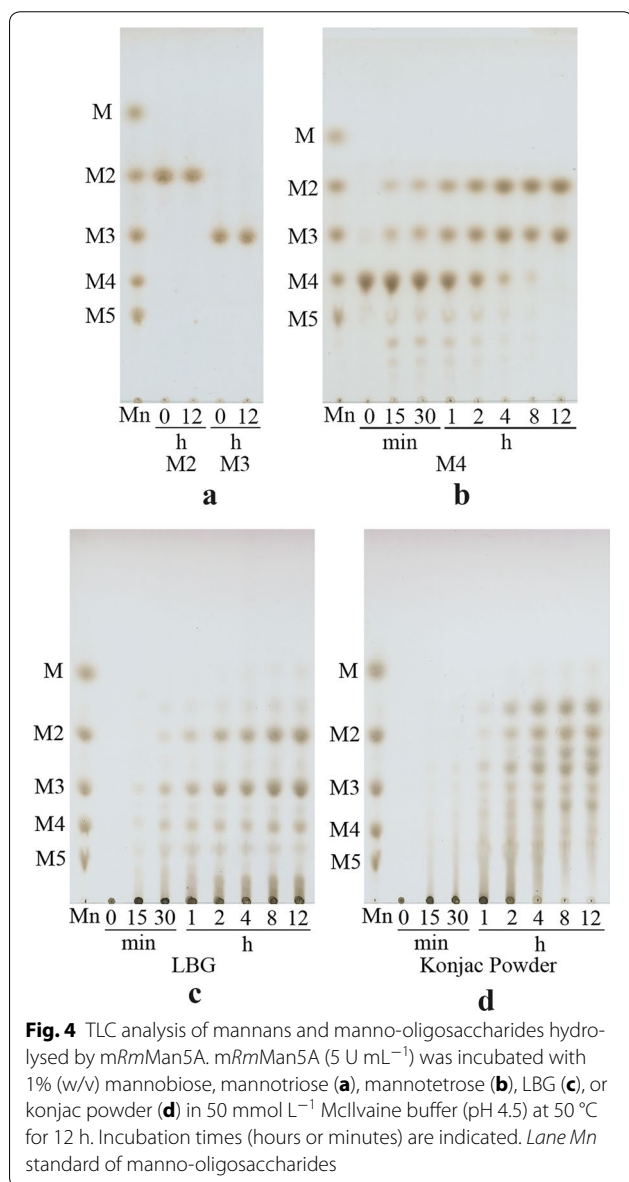 M
M2
M3
M4
M5
Mn 0 12 0 12
h h
M2 M3
a
M
M2
M3
M4
M5
Mn 0 15 30 1 2 4 8 12
min h
M4
b
M
M2
M3
M4
M5
Mn 0 15 30 1 2 4 8 12
min h
LBG
c
M
M2
M3
M4
M5
Mn 0 15 30 1 2 4 8 12
min h
Konjac Powder
d
Fig. 4 TLC analysis of mannans and manno-oligosaccharides hydro-
lysed by mRmMan5A. mRmMan5A (5 U mL⁻¹) was incubated with
1% (w/v) mannobiose, mannotriose (a), mannotetrose (b), LBG (c), or
konjac powder (d) in 50 mmol L⁻¹ McIlvaine buffer (pH 4.5) at 50 °C
for 12 h. Incubation times (hours or minutes) are indicated. Lane Mn
standard of manno-oligosaccharides